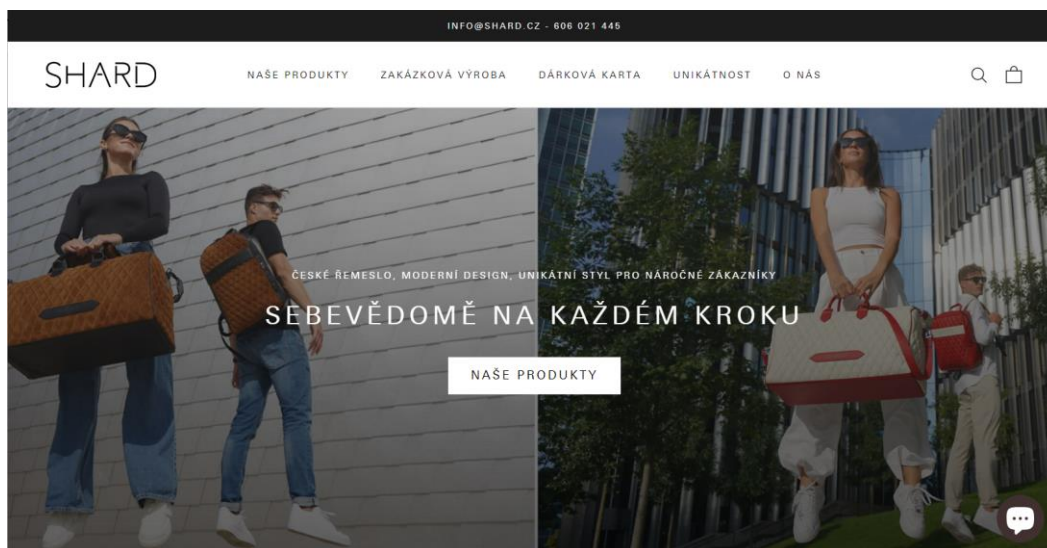 INFO@SHARD.CZ - 606 021 445
SHARD
NAŠE PRODUKTY
ZAKÁZKOVÁ VÝROBA
DÁRKOVÁ KARTA
UNIKÁTNOST
O NÁS
ČESKÉ ŘEMESLO, MODERNÍ DESIGN, UNIKÁTNÍ STYL PRO NÁROČNÉ ZÁKAZNÍKY
SEBEVĚDOMĚ NA KAŽDÉM KROKU
NAŠE PRODUKTY